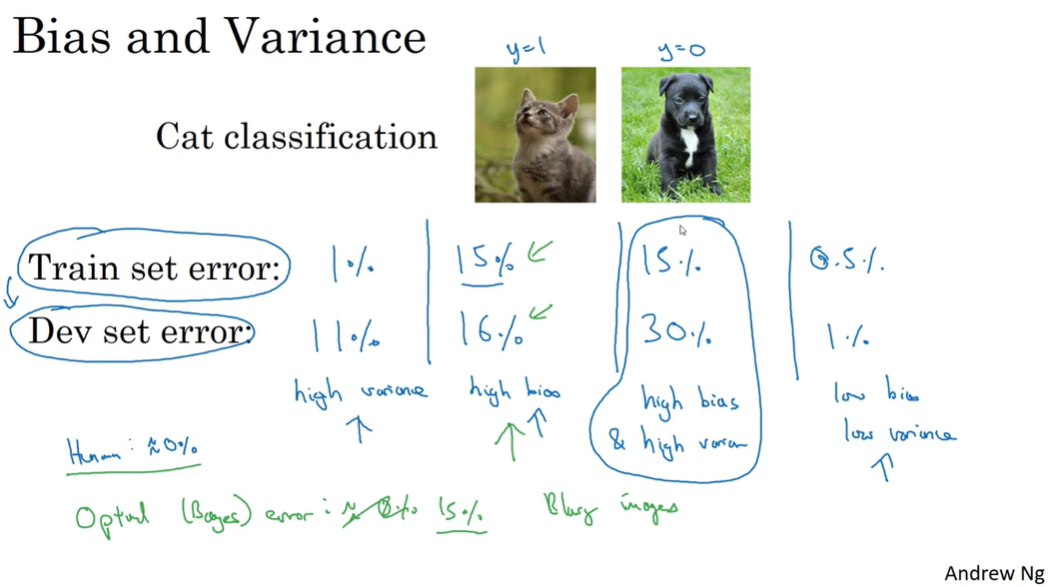 Bias and Variance
y=1 y=0
Cat classification
Train set error: 1% 15% 15% 0.5%
Dev set error: 11% 16% 30% 1%
high variance high bias high bias low bias
& high varian low variance
Human: ≈0%
Optimal (Bayes) error: ≈0% 15% Blurry images
Andrew Ng